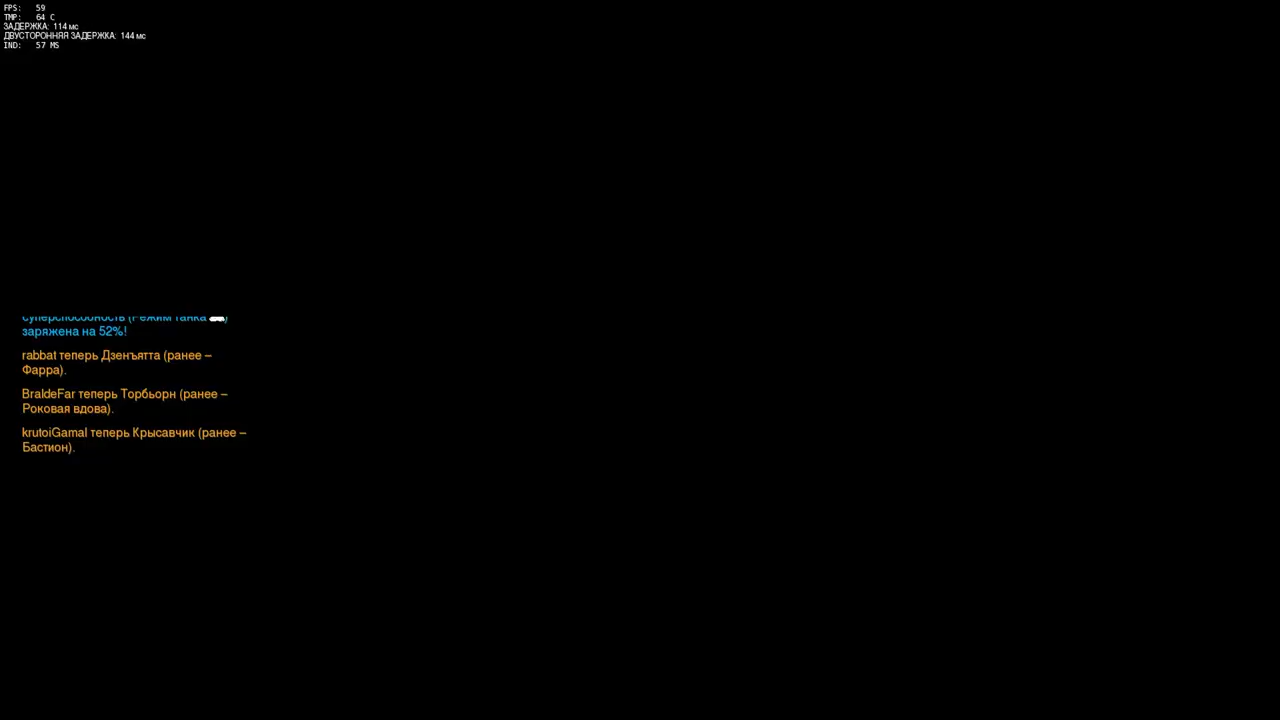 FPS: 59
TMP: 64 C
ЗАДЕРЖКА: 114 мс
ДВУСТОРОННЯЯ ЗАДЕРЖКА: 144 мс
IND: 57 MS
суперспособность (Режим танка )
заряжена на 52%!
rabbat теперь Дзенъятта (ранее –
Фарра).
BraldeFar теперь Торбьорн (ранее –
Роковая вдова).
krutoiGamal теперь Крысавчик (ранее –
Бастион).